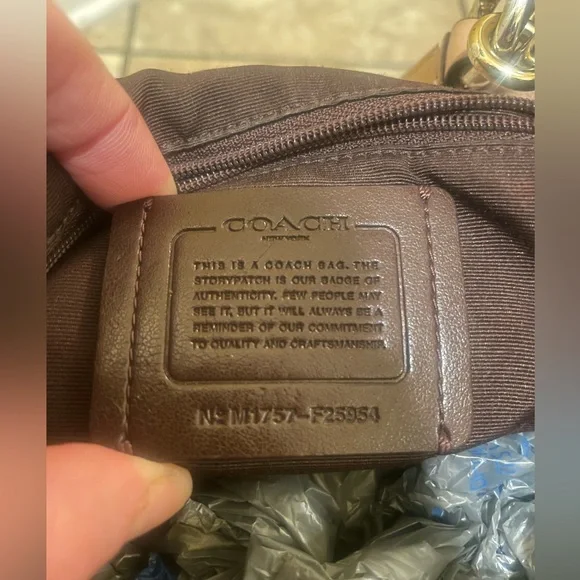 COACH
NEW YORK
THIS IS A COACH BAG. THE
STORYPATCH IS OUR BADGE OF
AUTHENTICITY. FEW PEOPLE MAY
SEE IT, BUT IT WILL ALWAYS BE A
REMINDER OF OUR COMMITMENT
TO QUALITY AND CRAFTSMANSHIP.
Nº M1757-F25954